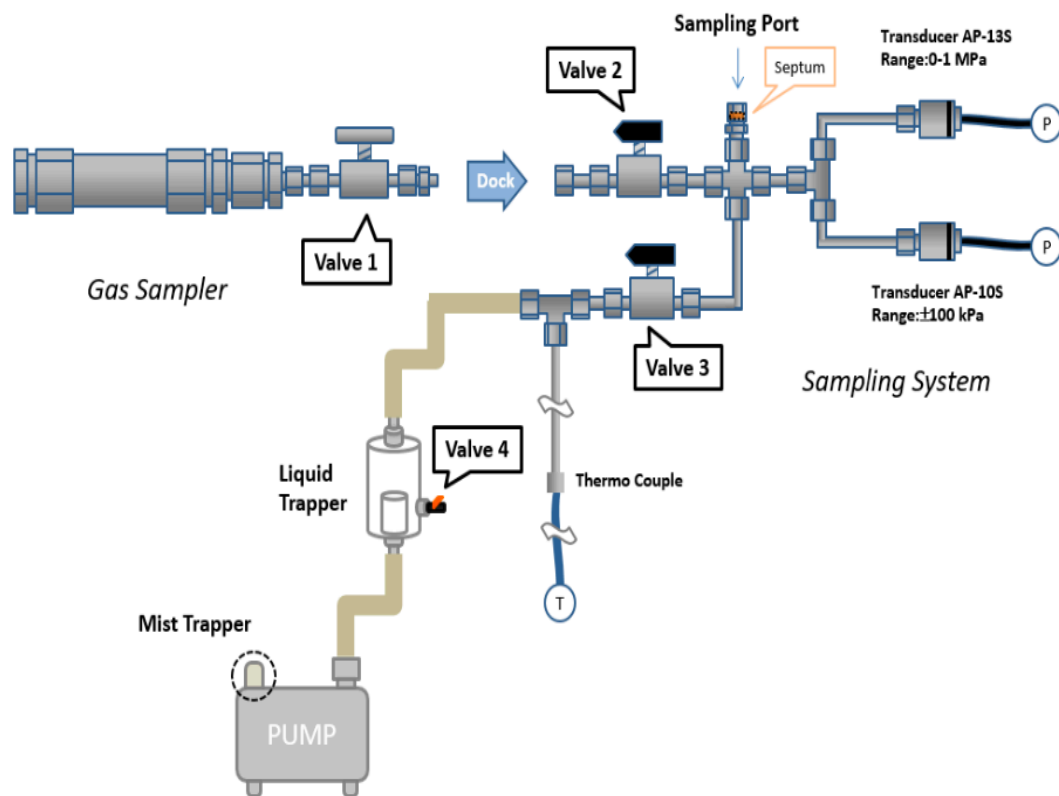 Sampling Port
Transducer AP-13S
Range:0-1 MPa
Valve 2
Septum
P
Dock
Valve 1
Gas Sampler
P
Transducer AP-10S
Range:±100 kPa
Valve 3
Sampling System
Valve 4
Liquid
Trapper
Thermo Couple
T
Mist Trapper
PUMP